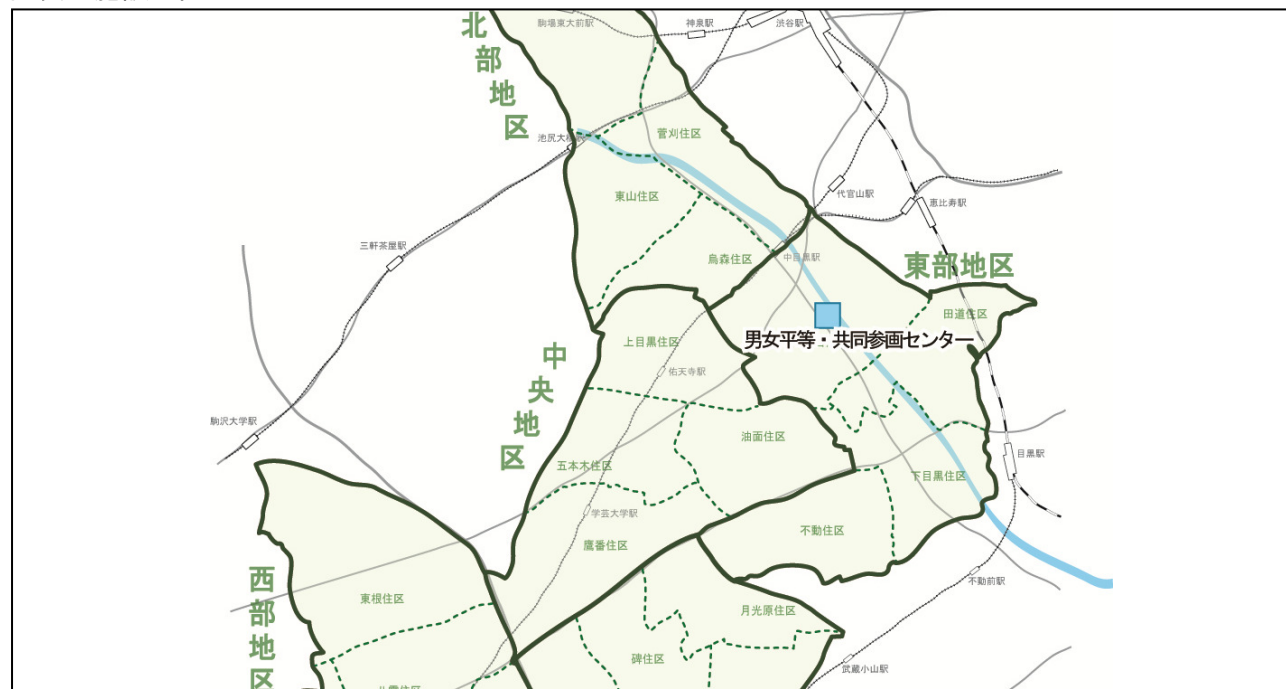 駒場東大前駅
神泉駅
渋谷駅
北部地区
池尻大橋
菅刈住区
東山住区
代官山駅
恵比寿駅
三軒茶屋駅
烏森住区
中目黒駅
東部地区
田道住区
男女平等・共同参画センター
上目黒住区
中央地区
祐天寺駅
駒沢大学駅
油面住区
五本木住区
目黒駅
下目黒住区
学芸大学駅
不動住区
鷹番住区
西部地区
不動前駅
東根住区
月光原住区
碑住区
武蔵小山駅